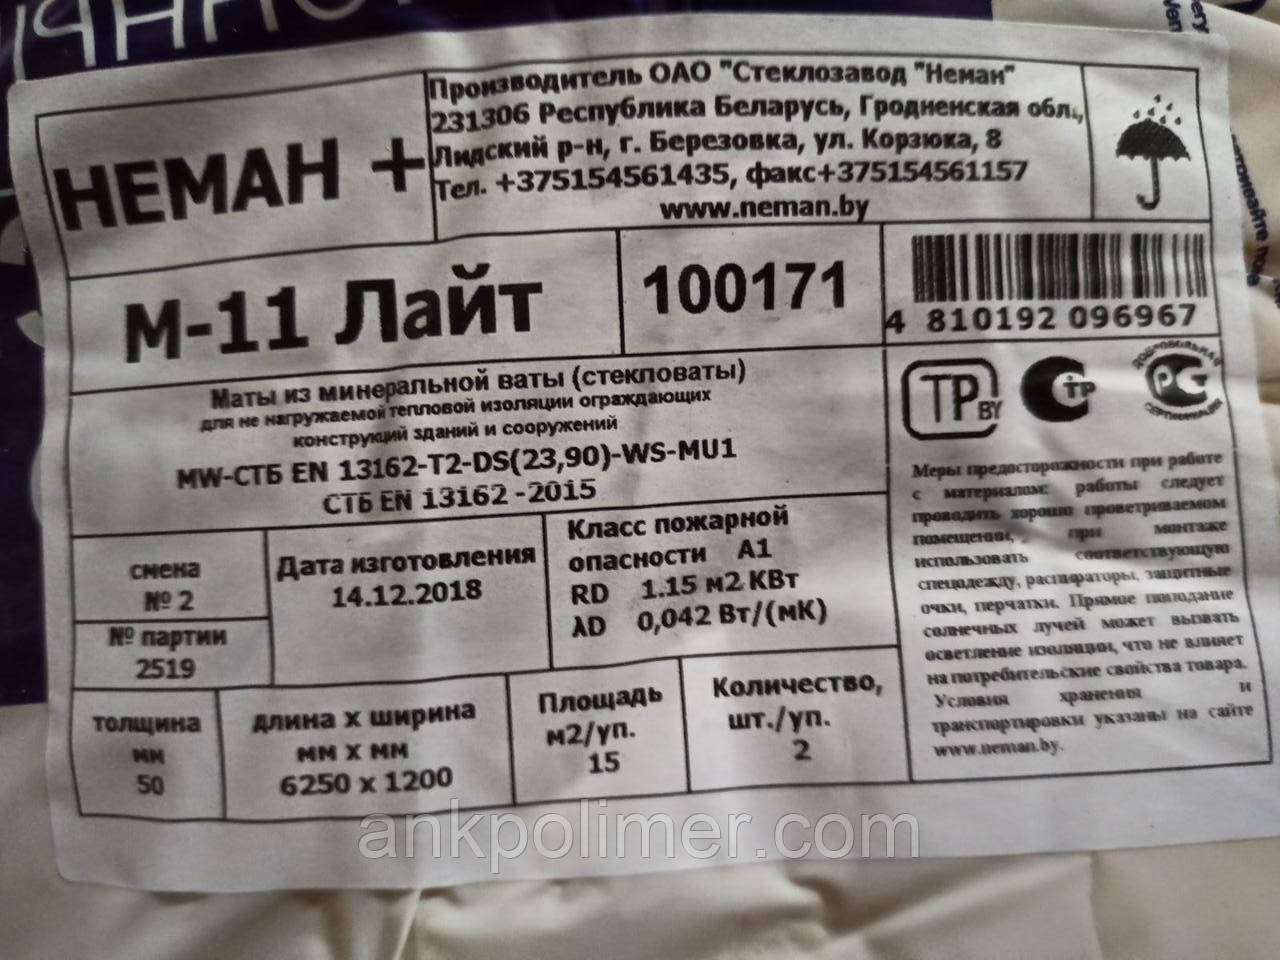 НЕМАН +
Производитель ОАО "Стеклозавод "Неман"
231306 Республика Беларусь, Гродненская обл.,
Лидский р-н, г. Березовка, ул. Корзюка, 8
Тел. +375154561435, факс+375154561157
www.neman.by
М-11 Лайт
100171
4 810192 096967
Маты из минеральной ваты (стекловаты)
для не нагружаемой тепловой изоляции ограждающих
конструкций зданий и сооружений
MW-СТБ EN 13162-T2-DS(23,90)-WS-MU1
СТБ EN 13162 -2015
ТР BY
СТР
ДОБРОВОЛЬНАЯ
РСТ
СЕРТИФИКАЦИЯ
смена
№ 2
№ партии
2519
Дата изготовления
14.12.2018
Класс пожарной
опасности А1
RD 1.15 м2 КВт
λD 0,042 Вт/(мК)
толщина
мм
50
длина х ширина
мм х мм
6250 х 1200
Площадь
м2/уп.
15
Количество,
шт./уп.
2
Меры предосторожности при работе
с материалом: работы следует
проводить хорошо проветриваемом
помещении, при монтаже
использовать соответствующую
спецодежду, распираторы, защитные
очки, перчатки. Прямое попадание
солнечных лучей может вызвать
осветление изоляции, что не влияет
на потребительские свойства товара.
Условия хранения и
транспортировки указаны на сайте
www.neman.by.
ankpolimer.com